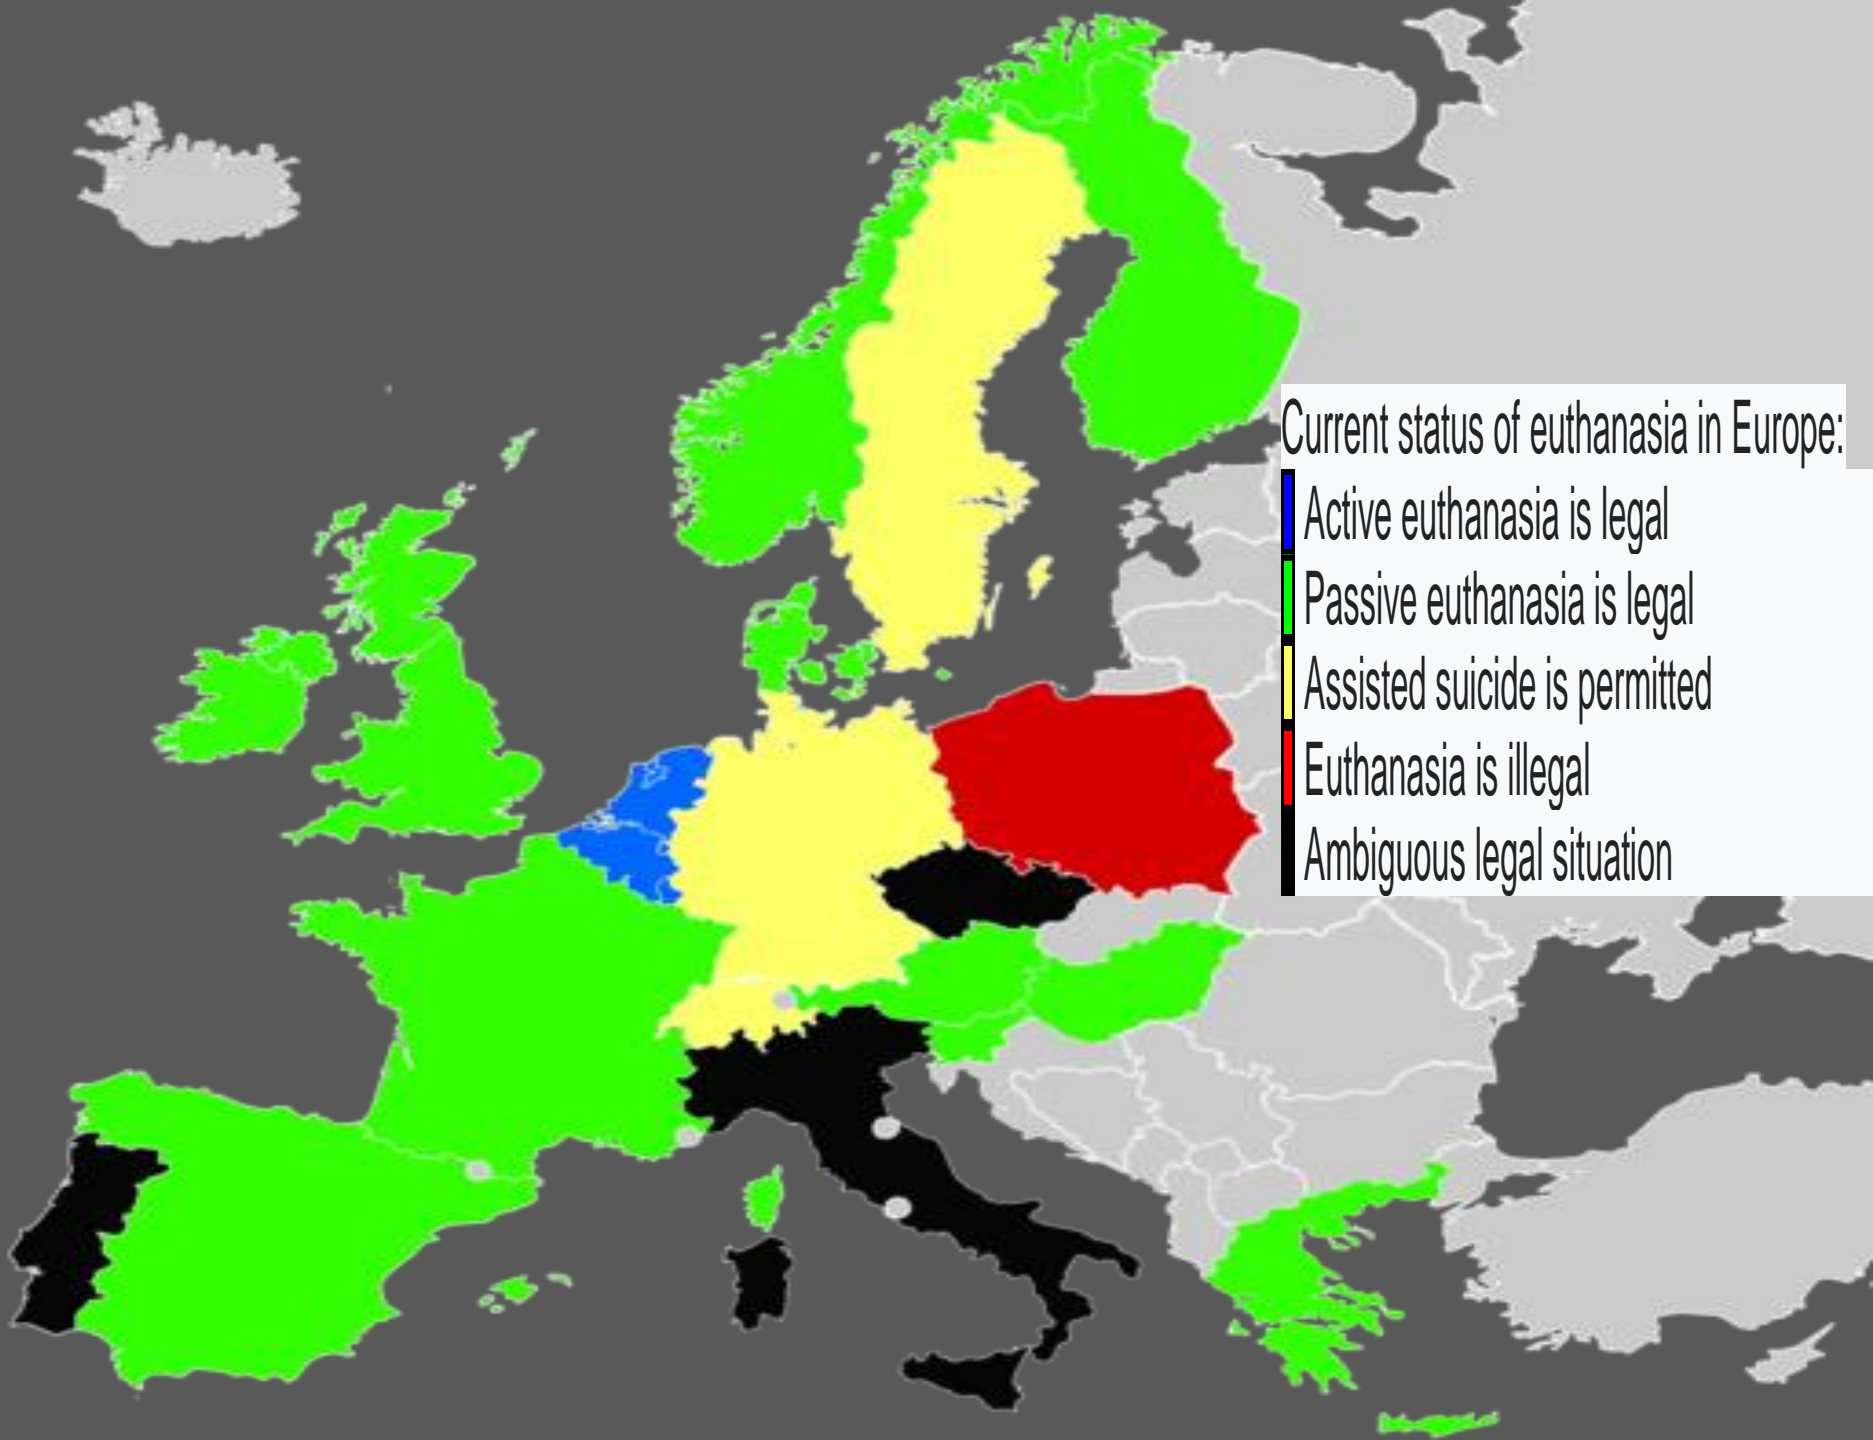 Current status of euthanasia in Europe:
Active euthanasia is legal
Passive euthanasia is legal
Assisted suicide is permitted
Euthanasia is illegal
Ambiguous legal situation